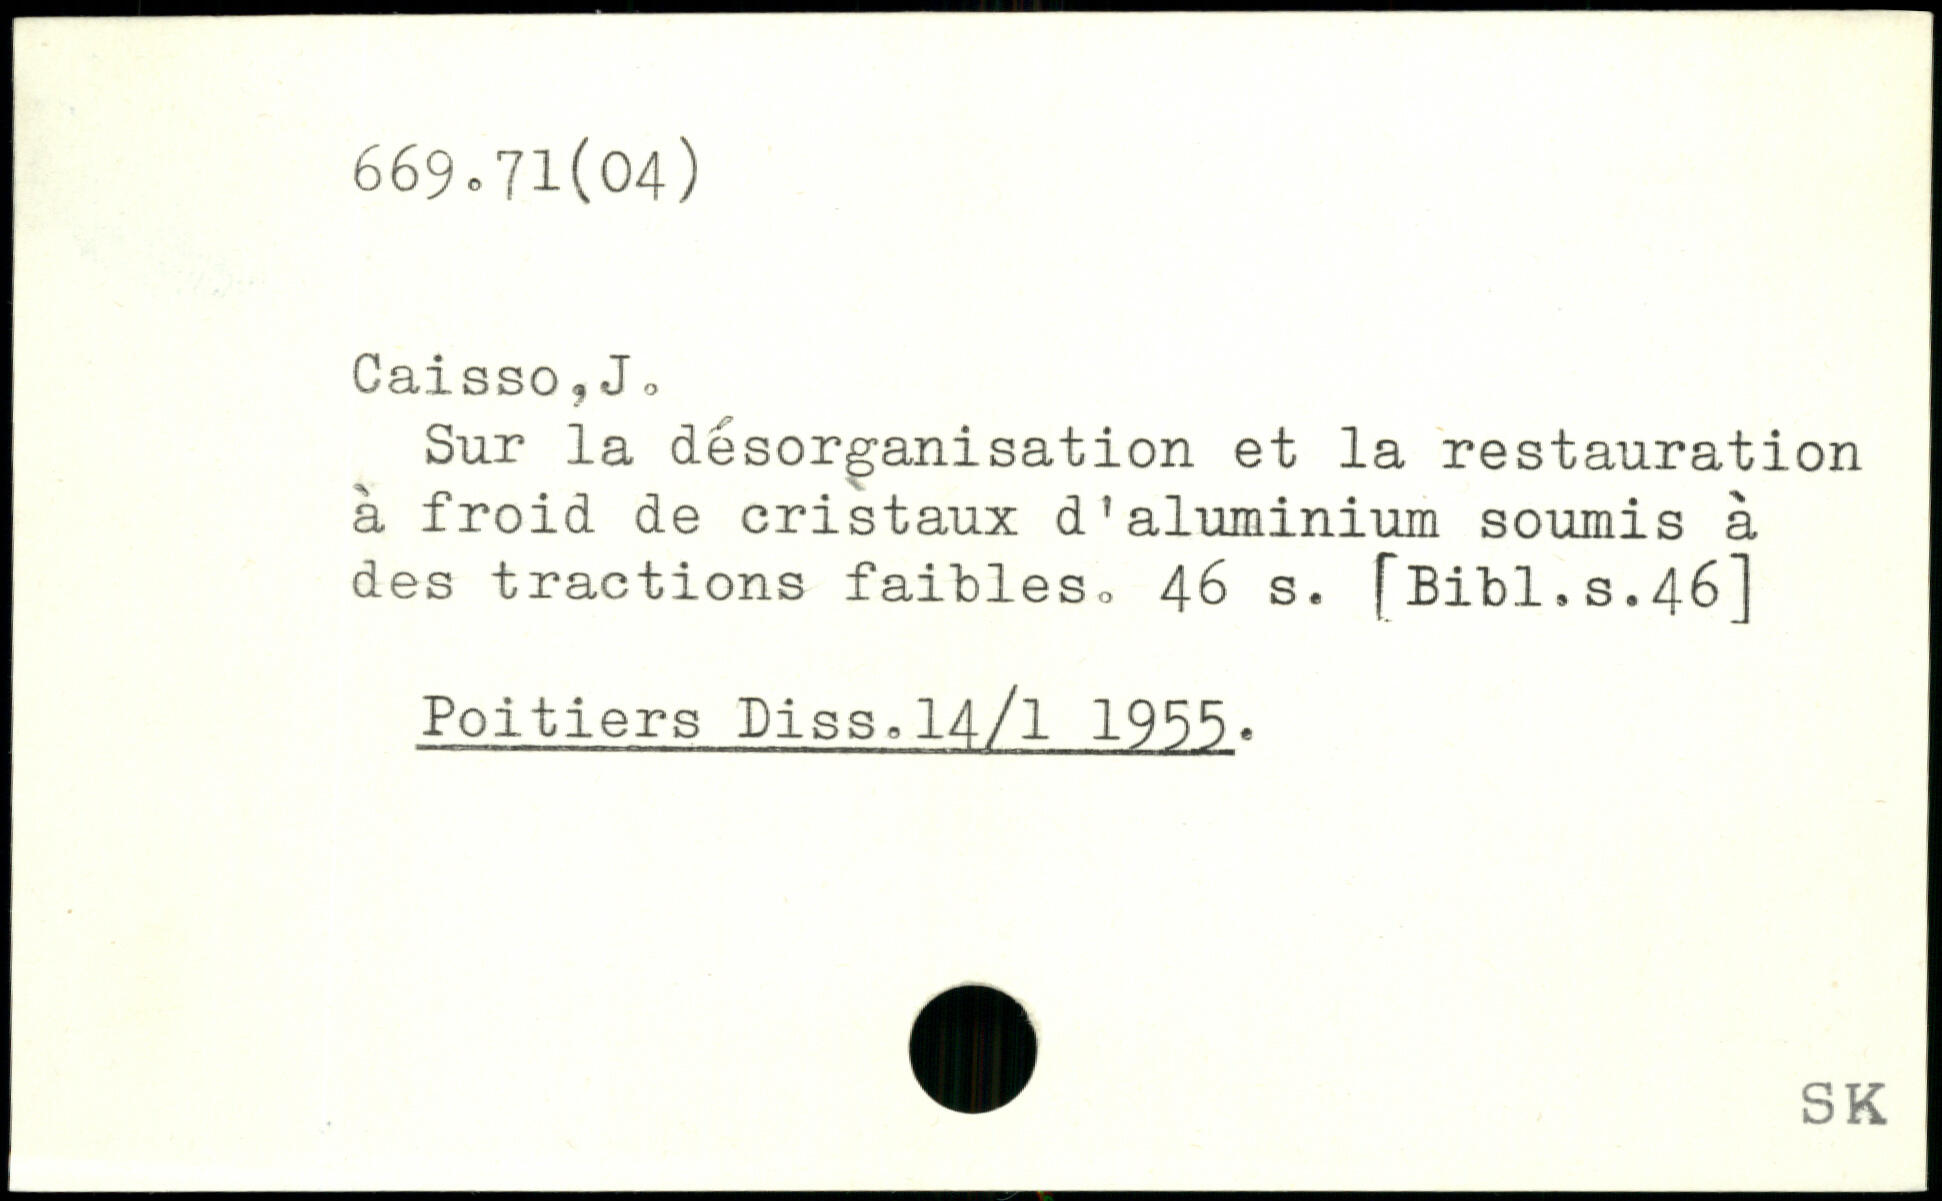 669.71(04)
Caisso,J.
Sur la désorganisation et la restauration
à froid de cristaux d'aluminium soumis à
des tractions faibles. 46 s. [Bibl.s.46]
Poitiers Diss.14/1 1955.
SK